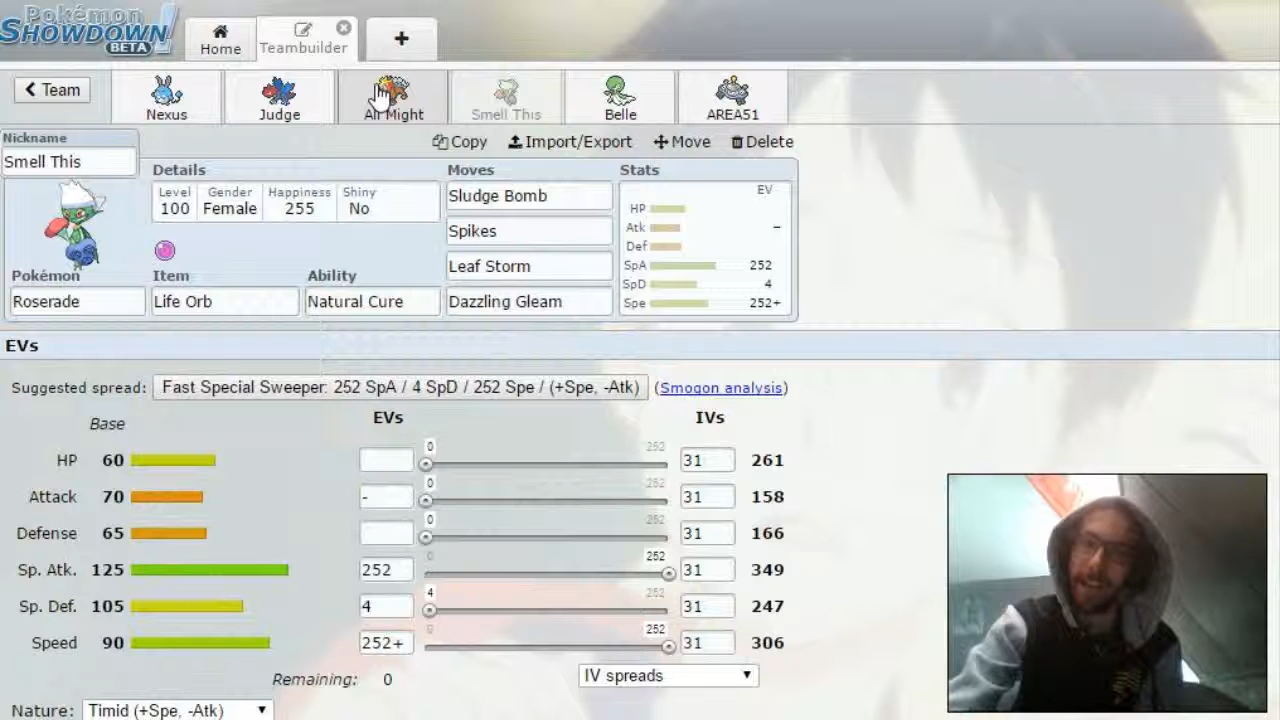 Pokémon
SHOWDOWN!
BETA
Home
Teambuilder
+
Team
Nexus
Judge
All Might
Smell This
Belle
AREA51
Nickname
Smell This
Copy
Import/Export
Move
Delete
Details
Moves
Stats
Level
Gender
Happiness
Shiny
100
Female
255
No
Sludge Bomb
Spikes
Leaf Storm
Dazzling Gleam
EV
HP
Atk
–
Def
SpA 252
SpD 4
Spe 252+
Pokémon
Item
Ability
Roserade
Life Orb
Natural Cure
EVs
Suggested spread: Fast Special Sweeper: 252 SpA / 4 SpD / 252 Spe / (+Spe, -Atk) (Smogon analysis)
Base
EVs
IVs
HP 60 0 252 31 261
Attack 70 - 0 252 31 158
Defense 65 0 252 31 166
Sp. Atk. 125 252 0 252 31 349
Sp. Def. 105 4 4 252 31 247
Speed 90 252+ 0 252 31 306
Remaining: 0
IV spreads
Nature: Timid (+Spe, -Atk)